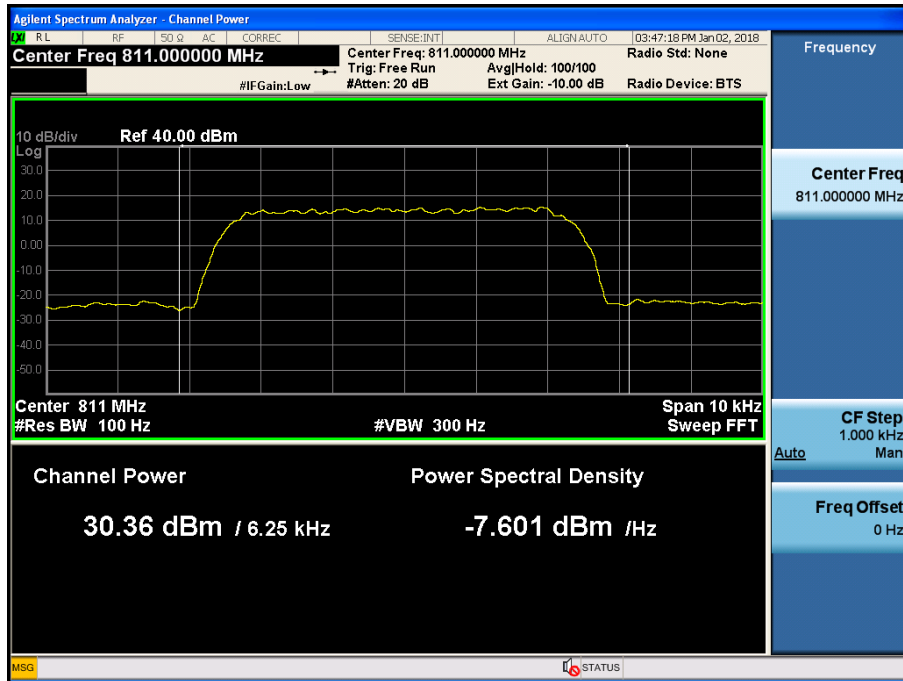 Agilent Spectrum Analyzer - Channel Power
LXI RL RF 50 Ω AC CORREC SENSE:INT ALIGN AUTO 03:47:18 PM Jan 02, 2018
Center Freq 811.000000 MHz
Center Freq: 811.000000 MHz Radio Std: None
Trig: Free Run Avg|Hold: 100/100
#IFGain:Low #Atten: 20 dB Ext Gain: -10.00 dB Radio Device: BTS
10 dB/div Ref 40.00 dBm
Log
30.0
20.0
10.0
0.00
-10.0
-20.0
-30.0
-40.0
-50.0
Center 811 MHz Span 10 kHz
#Res BW 100 Hz #VBW 300 Hz Sweep FFT
Channel Power Power Spectral Density
30.36 dBm / 6.25 kHz -7.601 dBm /Hz
Frequency
Center Freq
811.000000 MHz
CF Step
1.000 kHz
Auto Man
Freq Offset
0 Hz
MSG STATUS